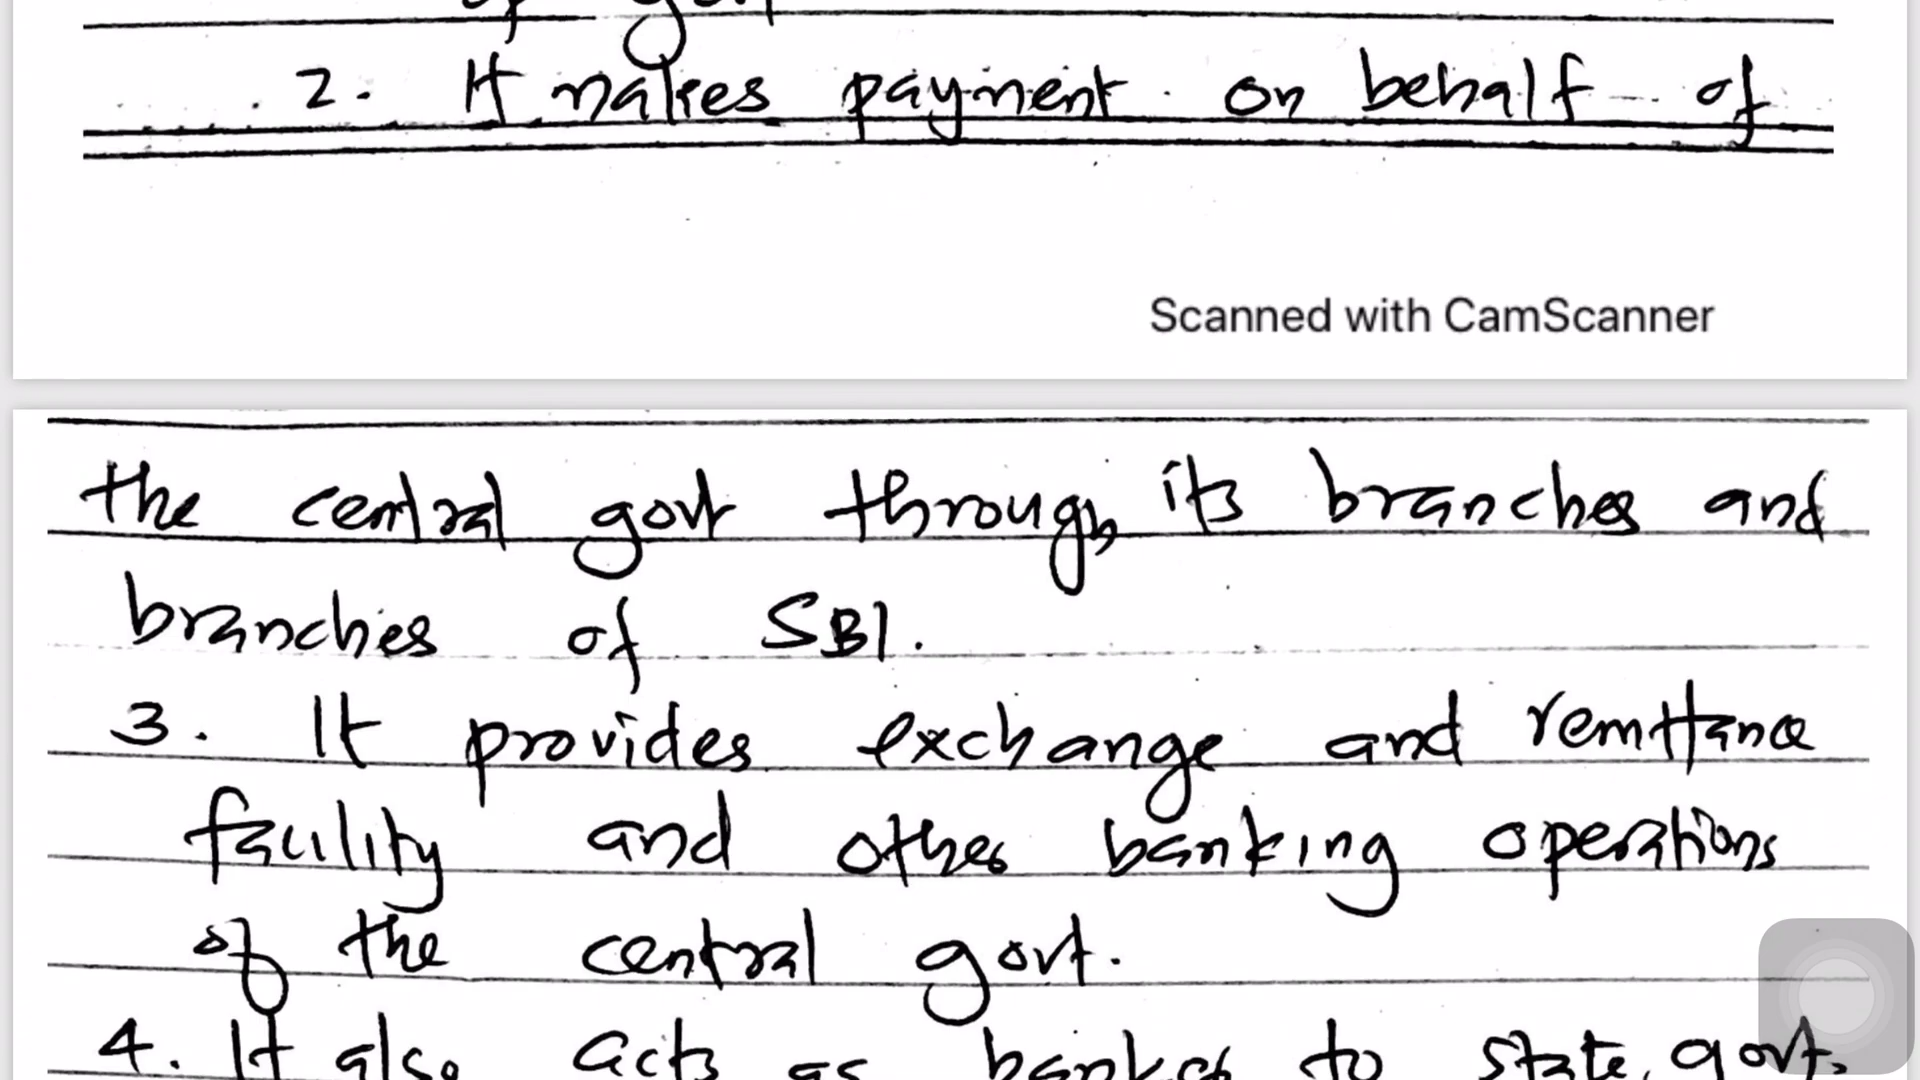 of govt
2. It makes payment on behalf of
Scanned with CamScanner
the central govt through its branches and
branches of SBI.
3. It provides exchange and remittance
facility and other banking operations
of the central govt.
4. It also acts as banker to state govt.